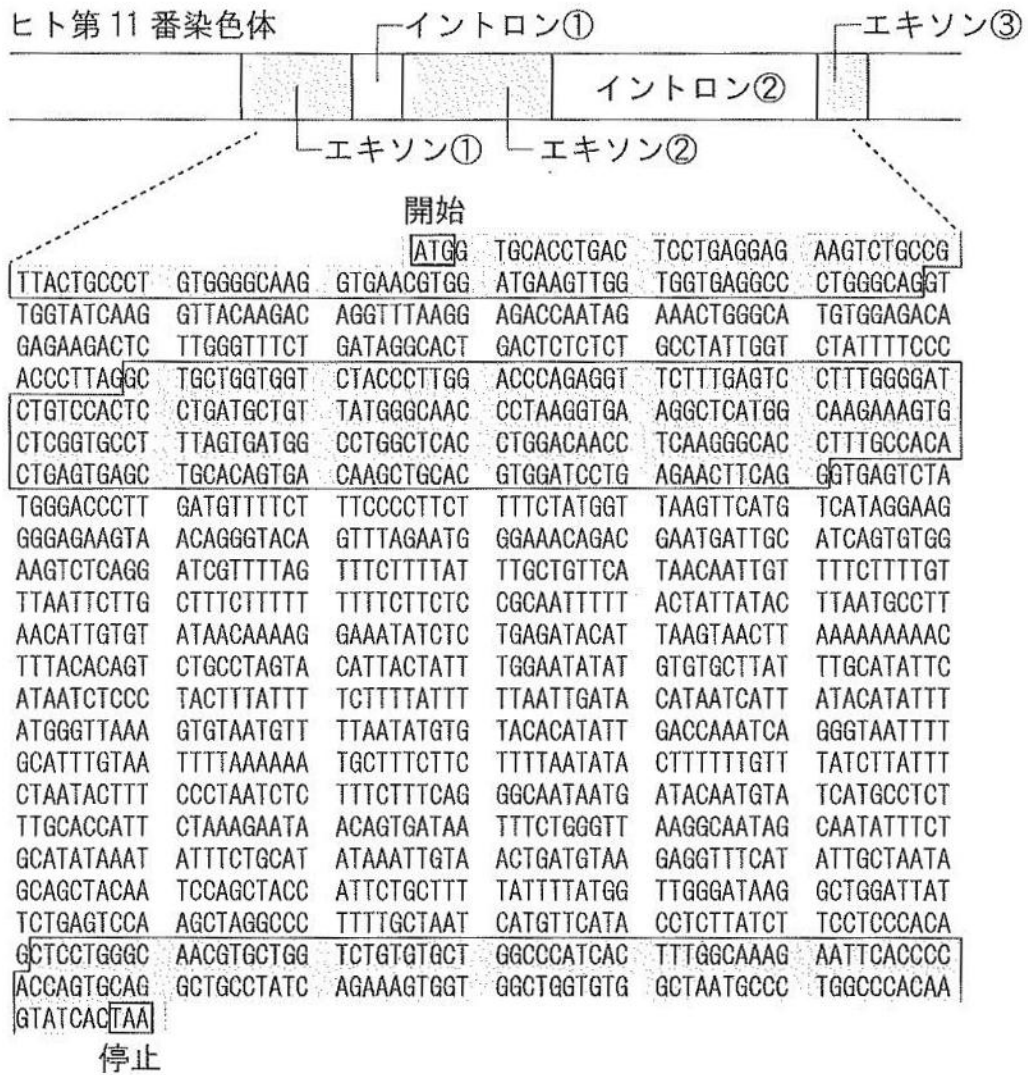 ヒト第11番染色体
イントロン①
エキソン③
イントロン②
エキソン①
エキソン②
開始
ATGG TGCACCTGAC TCCTGAGGAG AAGTCTGCCG
TTACTGCCCT GTGGGGCAAG GTGAACGTGG ATGAAGTTGG TGGTGAGGCC CTGGGCAGGT
TGGTATCAAG GTTACAAGAC AGGTTTAAGG AGACCAATAG AAACTGGGCA TGTGGAGACA
GAGAAGACTC TTGGGTTTCT GATAGGCACT GACTCTCTCT GCCTATTGGT CTATTTTCCC
ACCCTTAGGC TGCTGGTGGT CTACCCTTGG ACCCAGAGGT TCTTTGAGTC CTTTGGGGAT
CTGTCCACTC CTGATGCTGT TATGGGCAAC CCTAAGGTGA AGGCTCATGG CAAGAAAGTG
CTCGGTGCCT TTAGTGATGG CCTGGCTCAC CTGGACAACC TCAAGGGCAC CTTTGCCACA
CTGAGTGAGC TGCACAGTGA CAAGCTGCAC GTGGATCCTG AGAACTTCAG GGTGAGTCTA
TGGGACCCTT GATGTTTTCT TTCCCCTTCT TTTCTATGGT TAAGTTCATG TCATAGGAAG
GGGAGAAGTA ACAGGGTACA GTTTAGAATG GGAAACAGAC GAATGATTGC ATCAGTGTGG
AAGTCTCAGG ATCGTTTTAG TTTCTTTTAT TTGCTGTTCA TAACAATTGT TTTCTTTTGT
TTAATTCTTG CTTTCTTTTT TTTTCTTCTC CGCAATTTTT ACTATTATAC TTAATGCCTT
AACATTGTGT ATAACAAAAG GAAATATCTC TGAGATACAT TAAGTAACTT AAAAAAAAAC
TTTACACAGT CTGCCTAGTA CATTACTATT TGGAATATAT GTGTGCTTAT TTGCATATTC
ATAATCTCCC TACTTTATTT TCTTTTATTT TTAATTGATA CATAATCATT ATACATATTT
ATGGGTTAAA GTGTAATGTT TTAATATGTG TACACATATT GACCAAATCA GGGTAATTTT
GCATTTGTAA TTTTAAAAAA TGCTTTCTTC TTTTAATATA CTTTTTTGTT TATCTTATTT
CTAATACTTT CCCTAATCTC TTTCTTTCAG GGCAATAATG ATACAATGTA TCATGCCTCT
TTGCACCATT CTAAAGAATA ACAGTGATAA TTTCTGGGTT AAGGCAATAG CAATATTTCT
GCATATAAAT ATTTCTGCAT ATAAATTGTA ACTGATGTAA GAGGTTTCAT ATTGCTAATA
GCAGCTACAA TCCAGCTACC ATTCTGCTTT TATTTTATGG TTGGGATAAG GCTGGATTAT
TCTGAGTCCA AGCTAGGCCC TTTTGCTAAT CATGTTCATA CCTCTTATCT TCCTCCCACA
GCTCCTGGGC AACGTGCTGG TCTGTGTGCT GGCCCATCAC TTTGGCAAAG AATTCACCCC
ACCAGTGCAG GCTGCCTATC AGAAAGTGGT GGCTGGTGTG GCTAATGCCC TGGCCCACAA
GTATCACTAA
停止